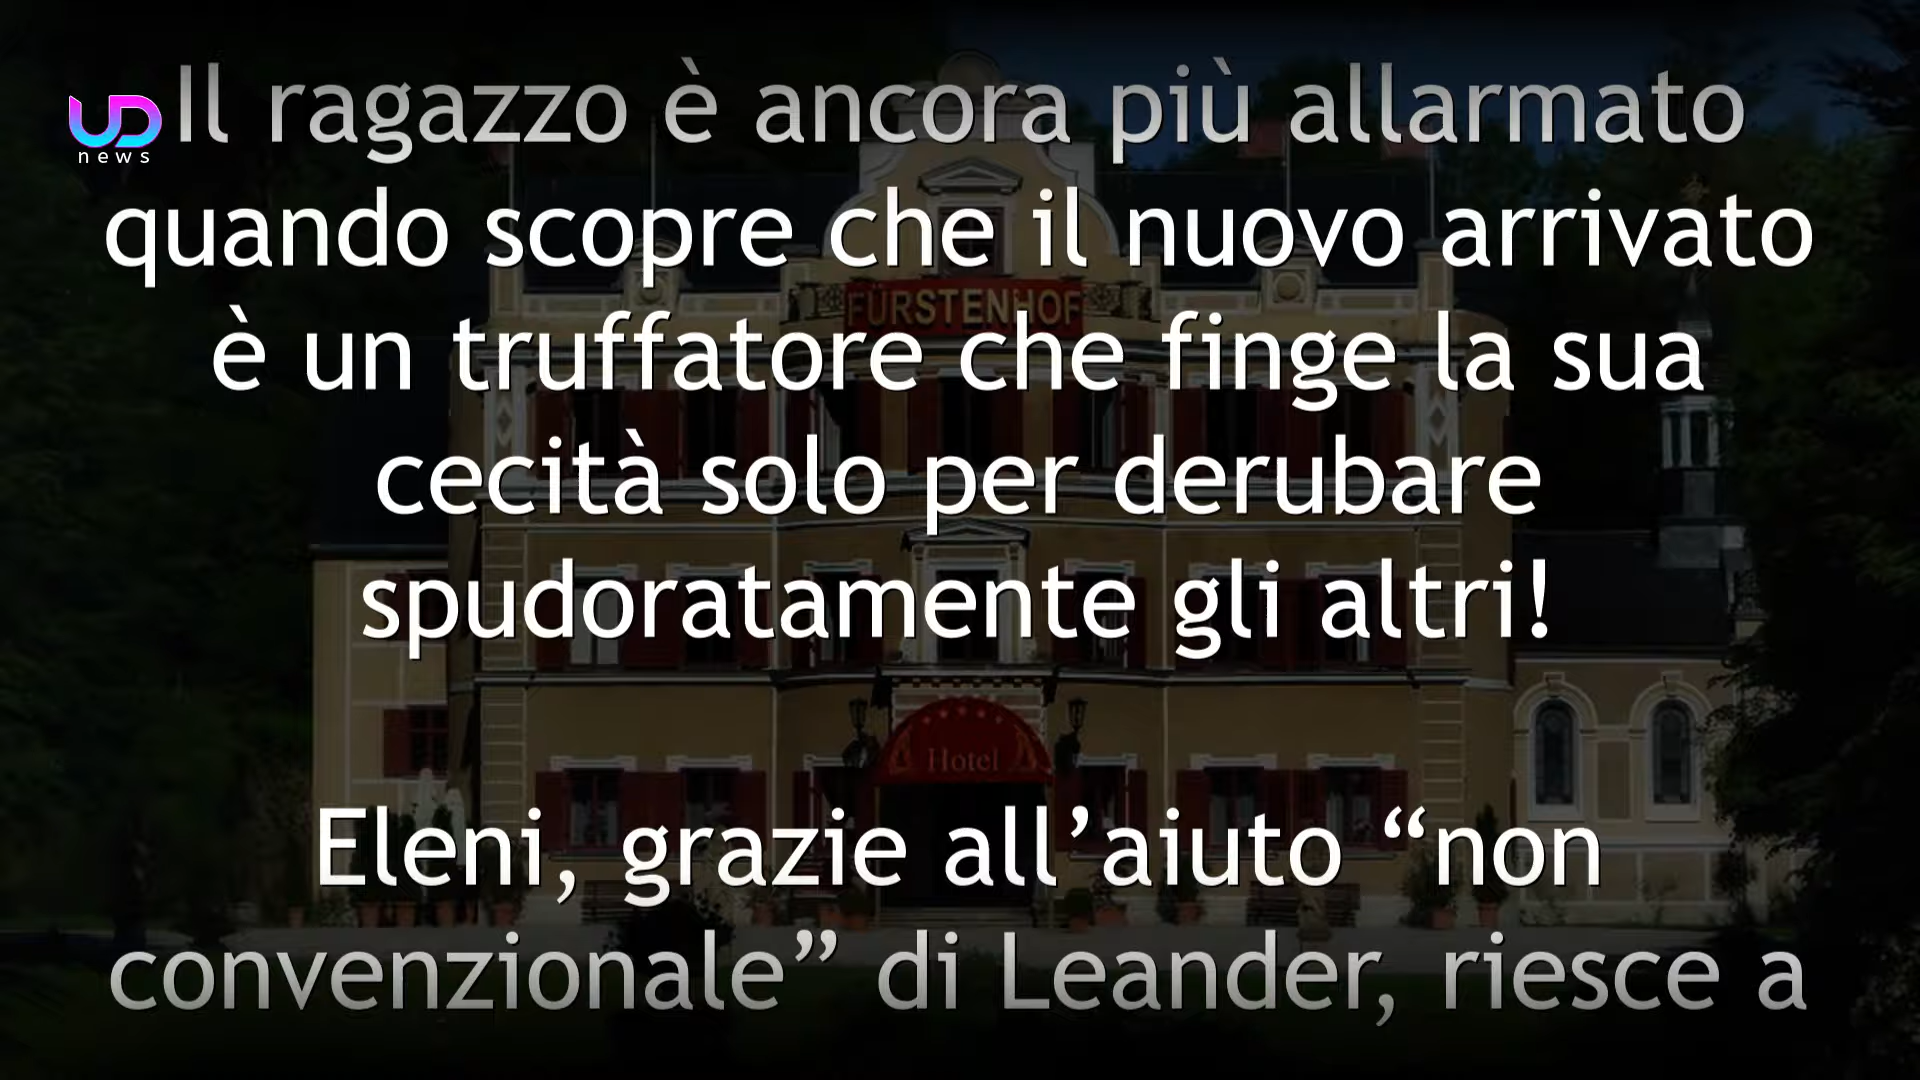 UD
news
Il ragazzo è ancora più allarmato
quando scopre che il nuovo arrivato
è un truffatore che finge la sua
cecità solo per derubare
spudoratamente gli altri!
Eleni, grazie all’aiuto “non
convenzionale” di Leander, riesce a
FÜRSTENHOF
Hotel